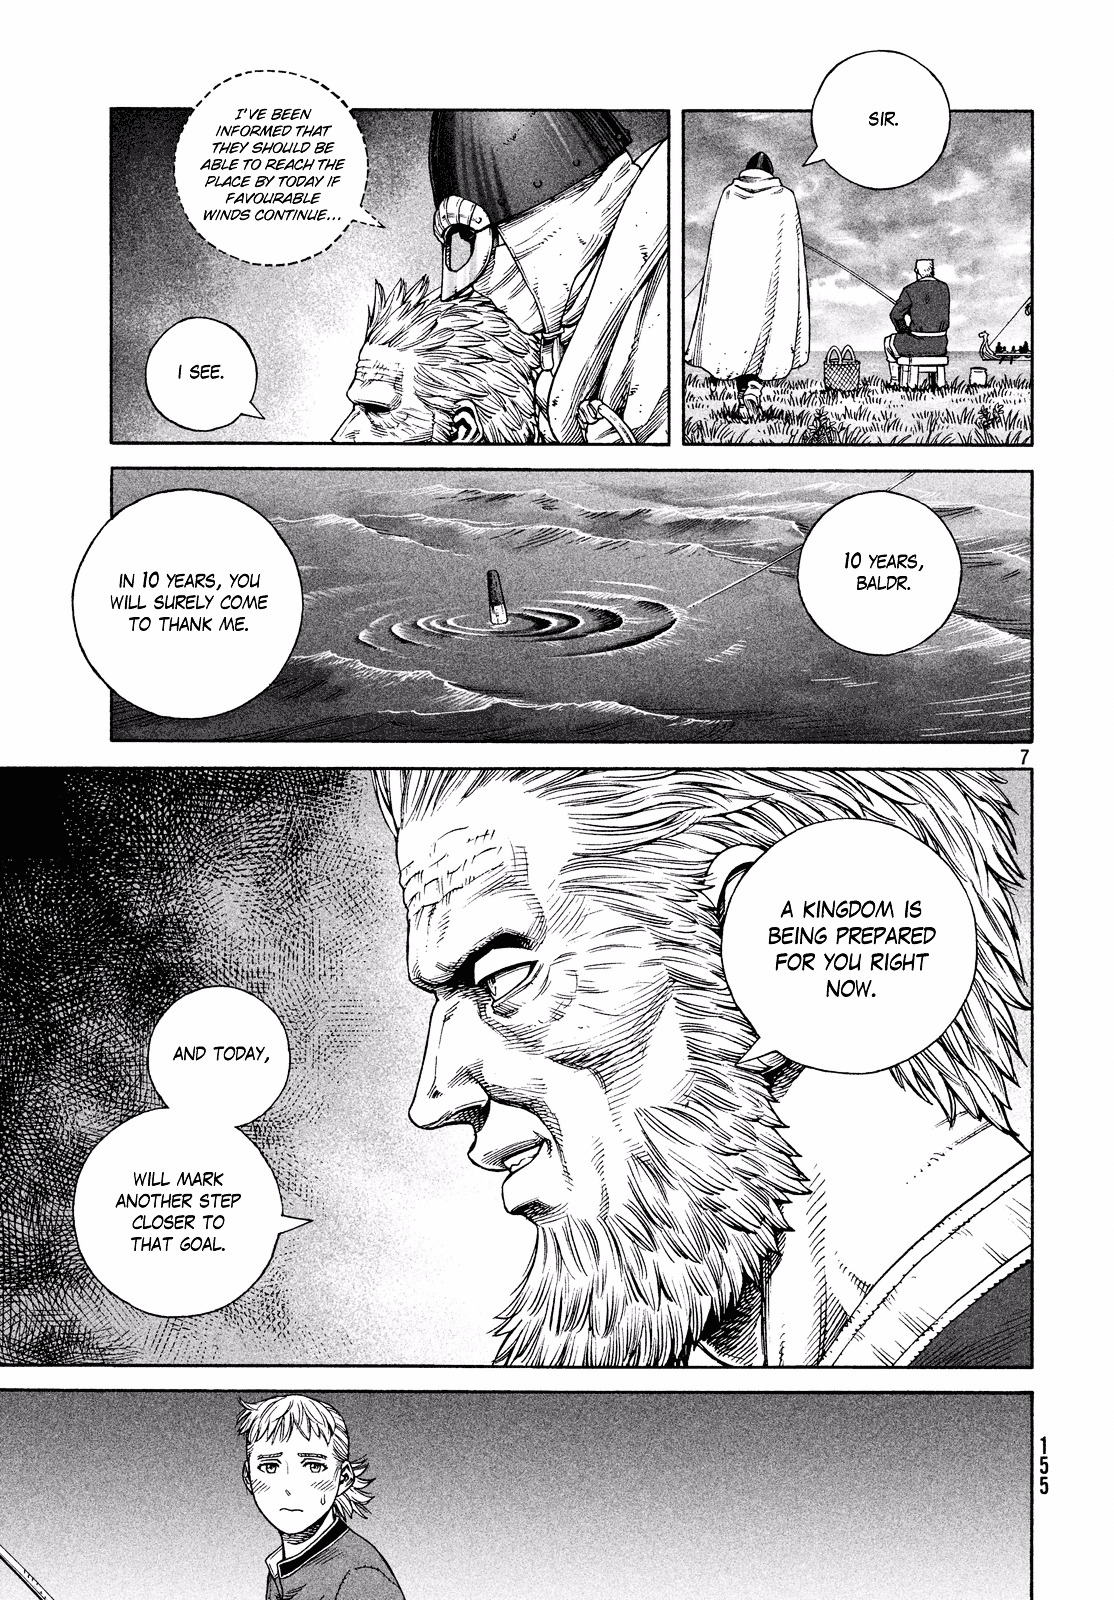 SIR.
I'VE BEEN
INFORMED THAT
THEY SHOULD BE
ABLE TO REACH THE
PLACE BY TODAY IF
FAVOURABLE
WINDS CONTINUE...
I SEE.
10 YEARS,
BALDR.
IN 10 YEARS, YOU
WILL SURELY COME
TO THANK ME.
7
A KINGDOM IS
BEING PREPARED
FOR YOU RIGHT
NOW.
AND TODAY,
WILL MARK
ANOTHER STEP
CLOSER TO
THAT GOAL.
155